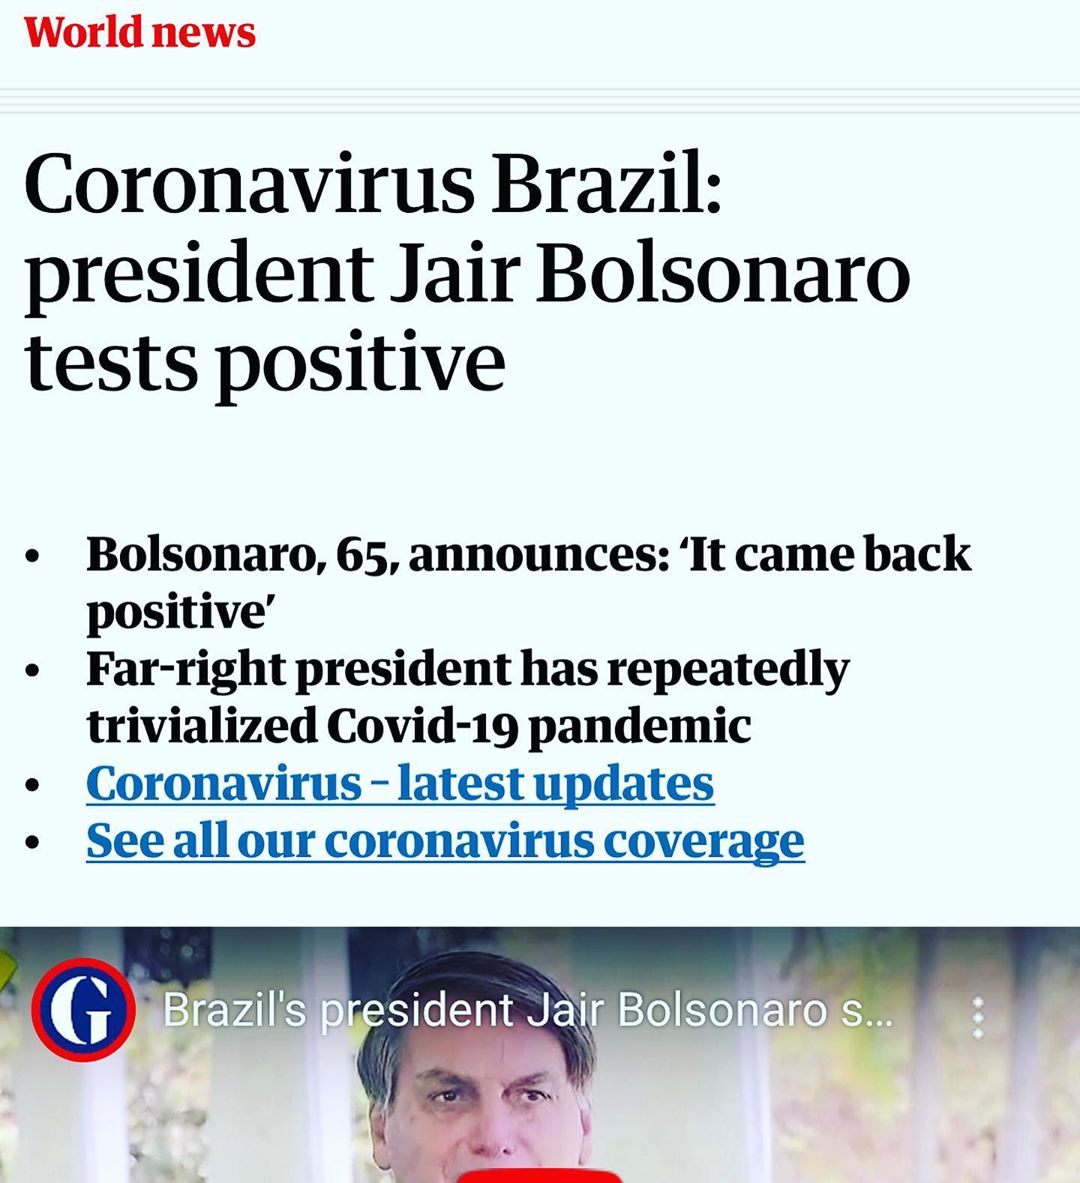 World news
Coronavirus Brazil:
president Jair Bolsonaro
tests positive
• Bolsonaro, 65, announces: ‘It came back
positive’
• Far-right president has repeatedly
trivialized Covid-19 pandemic
• Coronavirus – latest updates
• See all our coronavirus coverage
G Brazil's president Jair Bolsonaro s...